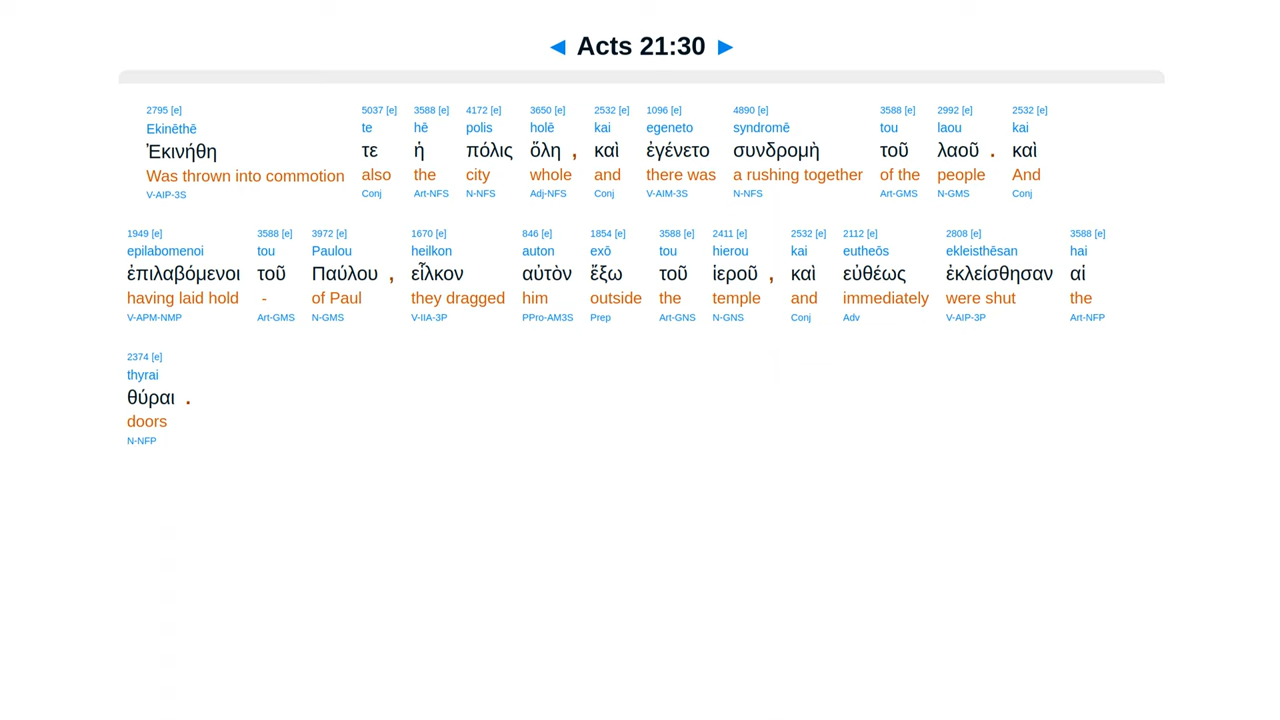 ◄ Acts 21:30 ►
2795 [e] 5037 [e] 3588 [e] 4172 [e] 3650 [e] 2532 [e] 1096 [e] 4890 [e] 3588 [e] 2992 [e] 2532 [e]
Ekinēthē te hē polis holē kai egeneto syndromē tou laou kai
Ἐκινήθη τε ἡ πόλις ὅλη , καὶ ἐγένετο συνδρομὴ τοῦ λαοῦ . καὶ
Was thrown into commotion also the city whole and there was a rushing together of the people And
V-AIP-3S Conj Art-NFS N-NFS Adj-NFS Conj V-AIM-3S N-NFS Art-GMS N-GMS Conj
1949 [e] 3588 [e] 3972 [e] 1670 [e] 846 [e] 1854 [e] 3588 [e] 2411 [e] 2532 [e] 2112 [e] 2808 [e] 3588 [e]
epilabomenoi tou Paulou heilkon auton exō tou hierou kai eutheōs ekleisthēsan hai
ἐπιλαβόμενοι τοῦ Παύλου , εἷλκον αὐτὸν ἔξω τοῦ ἱεροῦ , καὶ εὐθέως ἐκλείσθησαν αἱ
having laid hold - of Paul they dragged him outside the temple and immediately were shut the
V-APM-NMP Art-GMS N-GMS V-IIA-3P PPro-AM3S Prep Art-GNS N-GNS Conj Adv V-AIP-3P Art-NFP
2374 [e]
thyrai
θύραι .
doors
N-NFP